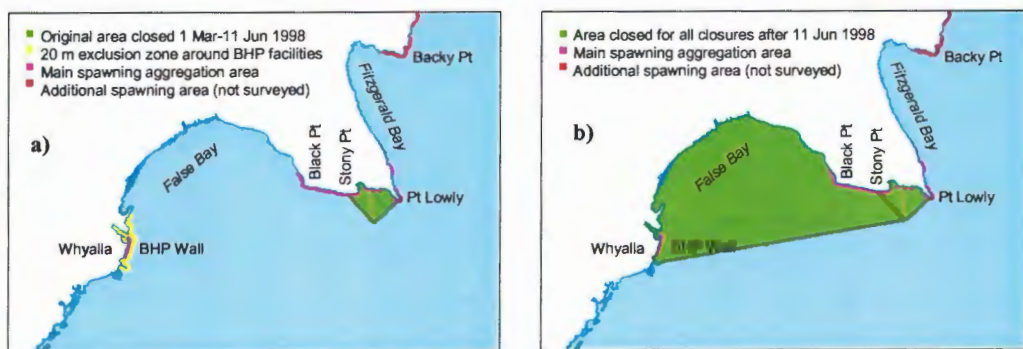 Original area closed 1 Mar-11 Jun 1998
20 m exclusion zone around BHP facilities
Main spawning aggregation area
Additional spawning area (not surveyed)
a)
Backy Pt
Fitzgerald Bay
Black Pt
Stony Pt
False Bay
Pt Lowly
Whyalla
BHP Wall
Area closed for all closures after 11 Jun 1998
Main spawning aggregation area
Additional spawning area (not surveyed)
b)
Backy Pt
Fitzgerald Bay
Black Pt
Stony Pt
False Bay
Pt Lowly
Whyalla
BHP Wall